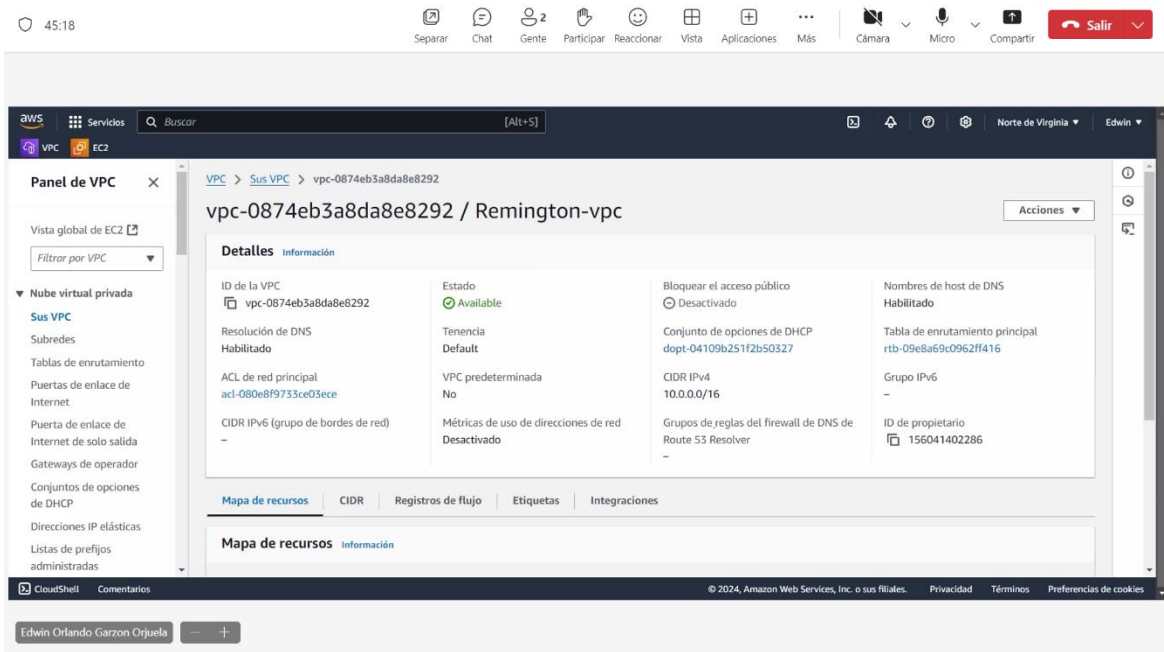 45:18
Separar Chat Gente 2 Participar Reaccionar Vista Aplicaciones Más Cámara Micro Compartir Salir
aws Servicios Buscar [Alt+S] Norte de Virginia Edwin
VPC EC2
Panel de VPC
Vista global de EC2
Filtrar por VPC
Nube virtual privada
Sus VPC
Subredes
Tablas de enrutamiento
Puertas de enlace de
Internet
Puerta de enlace de
Internet de solo salida
Gateways de operador
Conjuntos de opciones
de DHCP
Direcciones IP elásticas
Listas de prefijos
administradas
VPC > Sus VPC > vpc-0874eb3a8da8e8292
vpc-0874eb3a8da8e8292 / Remington-vpc
Acciones
Detalles Información
ID de la VPC
vpc-0874eb3a8da8e8292
Estado
Available
Bloquear el acceso público
Desactivado
Nombres de host de DNS
Habilitado
Resolución de DNS
Habilitado
Tenencia
Default
Conjunto de opciones de DHCP
dopt-04109b251f2b50327
Tabla de enrutamiento principal
rtb-09e8a69c0962ff416
ACL de red principal
acl-080e8f9733ce03ece
VPC predeterminada
No
CIDR IPv4
10.0.0.0/16
Grupo IPv6
–
CIDR IPv6 (grupo de bordes de red)
–
Métricas de uso de direcciones de red
Desactivado
Grupos de reglas del firewall de DNS de
Route 53 Resolver
–
ID de propietario
156041402286
Mapa de recursos CIDR Registros de flujo Etiquetas Integraciones
Mapa de recursos Información
CloudShell Comentarios © 2024, Amazon Web Services, Inc. o sus filiales. Privacidad Términos Preferencias de cookies
Edwin Orlando Garzon Orjuela